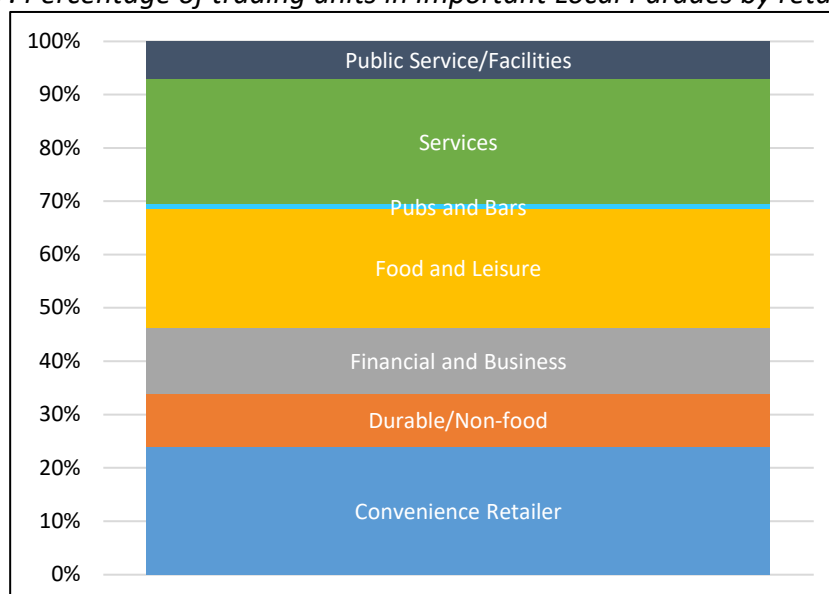 Percentage of trading units in Important Local Parades by
100%
Public Service/Facilities
90%
80%
Services
70%
Pubs and Bars
60%
Food and Leisure
50%
40%
Financial and Business
30%
Durable/Non-food
20%
10%
Convenience Retailer
0%